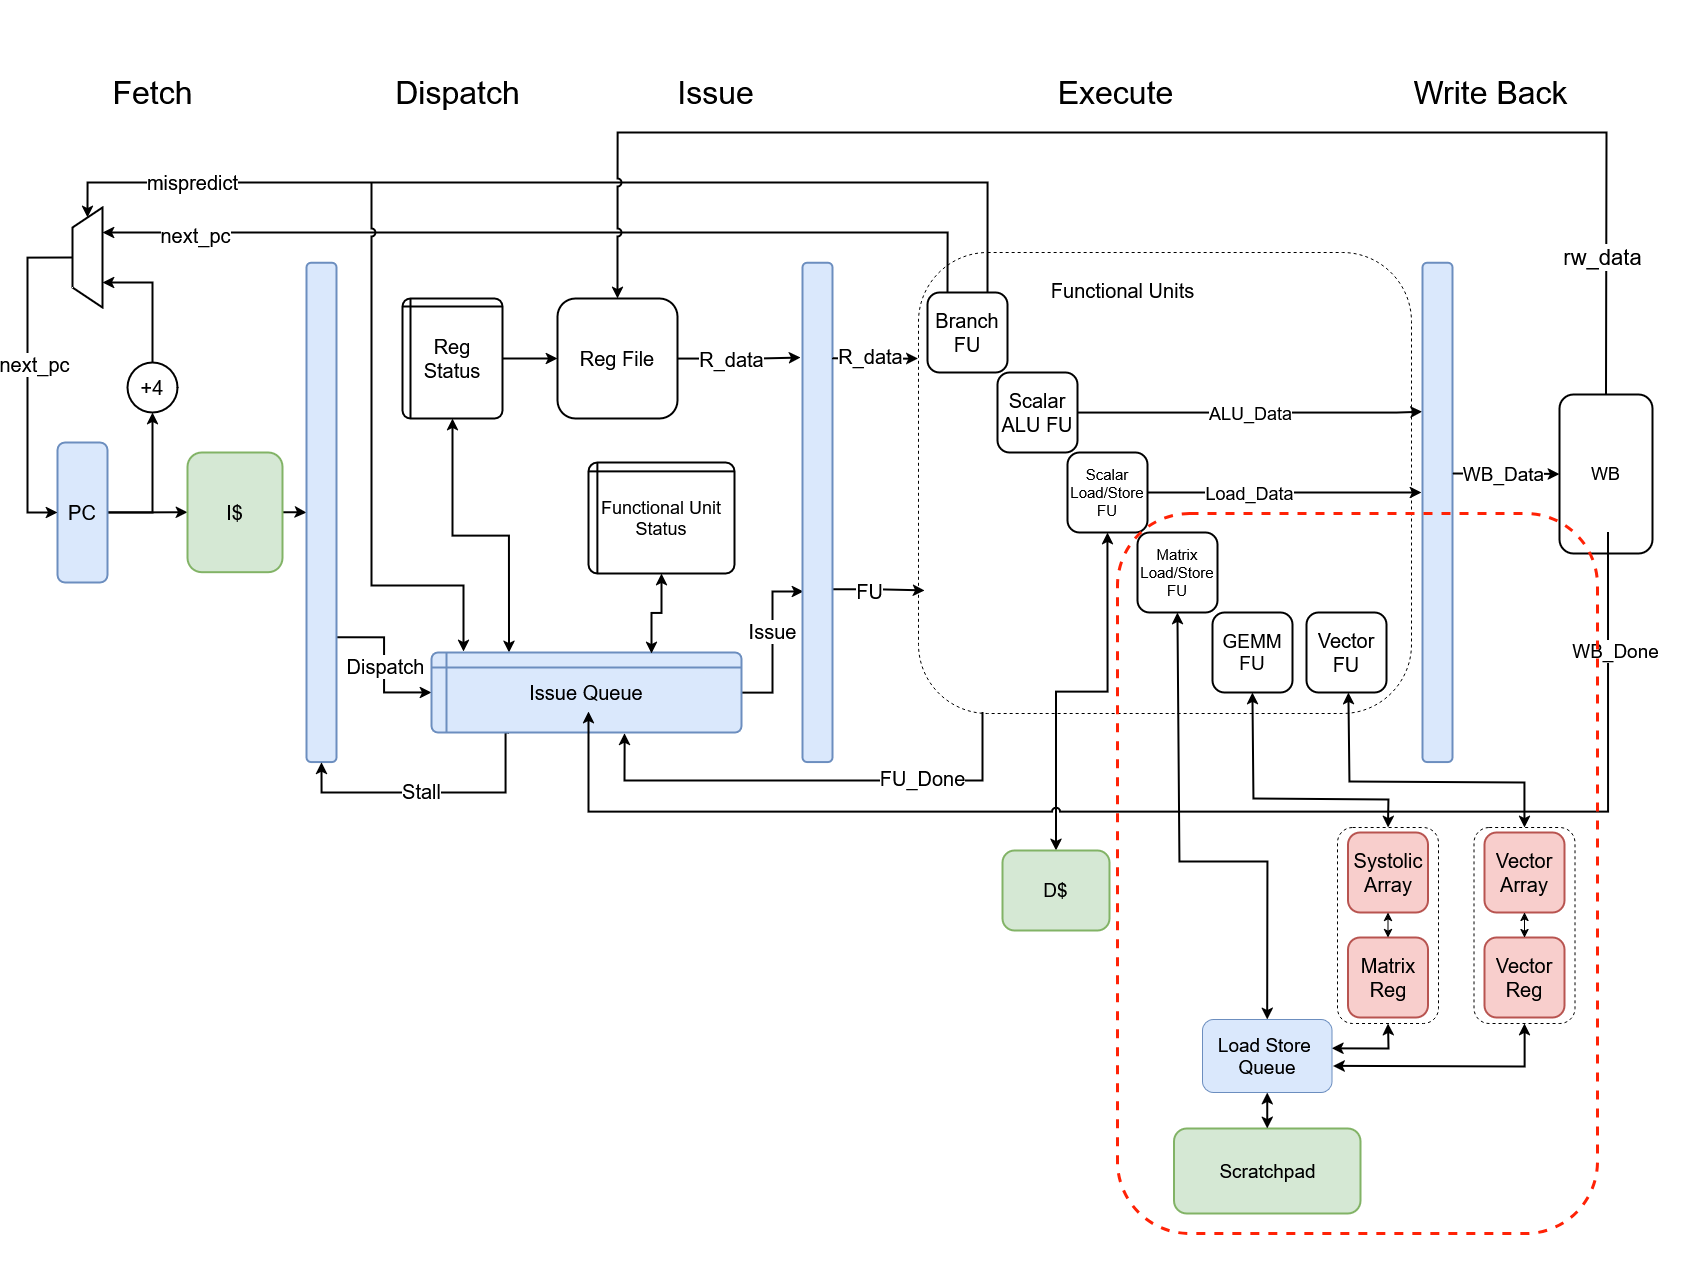 Fetch
Dispatch
Issue
Execute
Write Back
mispredict
next_pc
rw_data
Functional Units
Branch
FU
Reg
Status
Reg File
R_data
R_data
next_pc
+4
Scalar
ALU FU
ALU_Data
Scalar
Load/Store
FU
Load_Data
WB_Data
WB
PC
I$
Functional Unit
Status
Matrix
Load/Store
FU
FU
Issue
GEMM
FU
Vector
FU
WB_Done
Dispatch
Issue Queue
FU_Done
Stall
D$
Systolic
Array
Vector
Array
Matrix
Reg
Vector
Reg
Load Store
Queue
Scratchpad